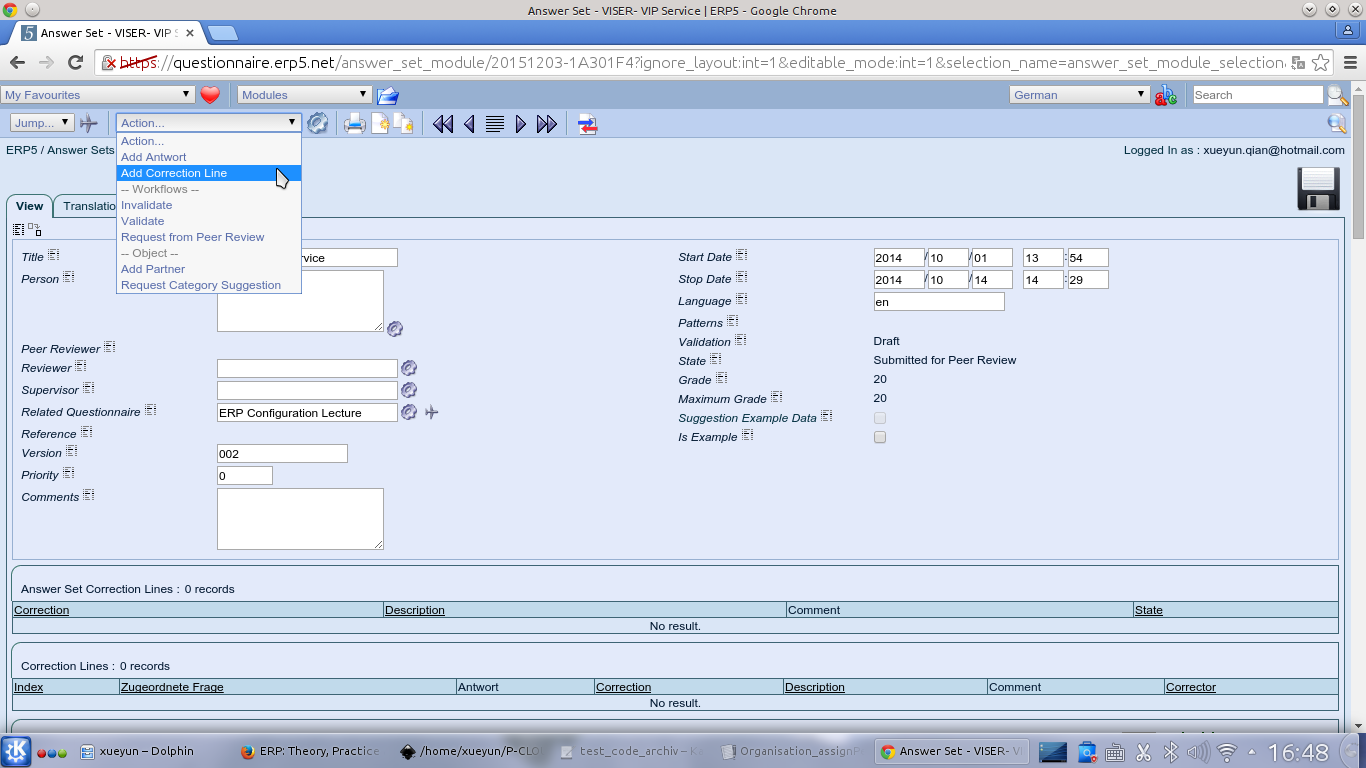 Answer Set - VISER- VIP Service | ERP5 - Google Chrome
5 Answer Set - VISER- VIP S
https://questionnaire.erp5.net/answer_set_module/20151203-1A301F4?ignore_layout:int=1&editable_mode:int=1&selection_name=answer_set_module_selection
My Favourites
Modules
German
Search
Jump...
Action...
ERP5 / Answer Sets
Logged In as : xueyun.qian@hotmail.com
Action...
Add Antwort
Add Correction Line
-- Workflows --
Invalidate
Validate
Request from Peer Review
-- Object --
Add Partner
Request Category Suggestion
View
Translatio
Title
rvice
Person
Peer Reviewer
Reviewer
Supervisor
Related Questionnaire
ERP Configuration Lecture
Reference
Version
002
Priority
0
Comments
Start Date
2014 / 10 / 01 13 : 54
Stop Date
2014 / 10 / 14 14 : 29
Language
en
Patterns
Validation
Draft
State
Submitted for Peer Review
Grade
20
Maximum Grade
20
Suggestion Example Data
Is Example
Answer Set Correction Lines : 0 records
Correction Description Comment State
No result.
Correction Lines : 0 records
Index Zugeordnete Frage Antwort Correction Description Comment Corrector
No result.
xueyun – Dolphin
ERP: Theory, Practice
/home/xueyun/P-CLO
test_code_archiv – K
Organisation_assignP
Answer Set - VISER- VI
16:48